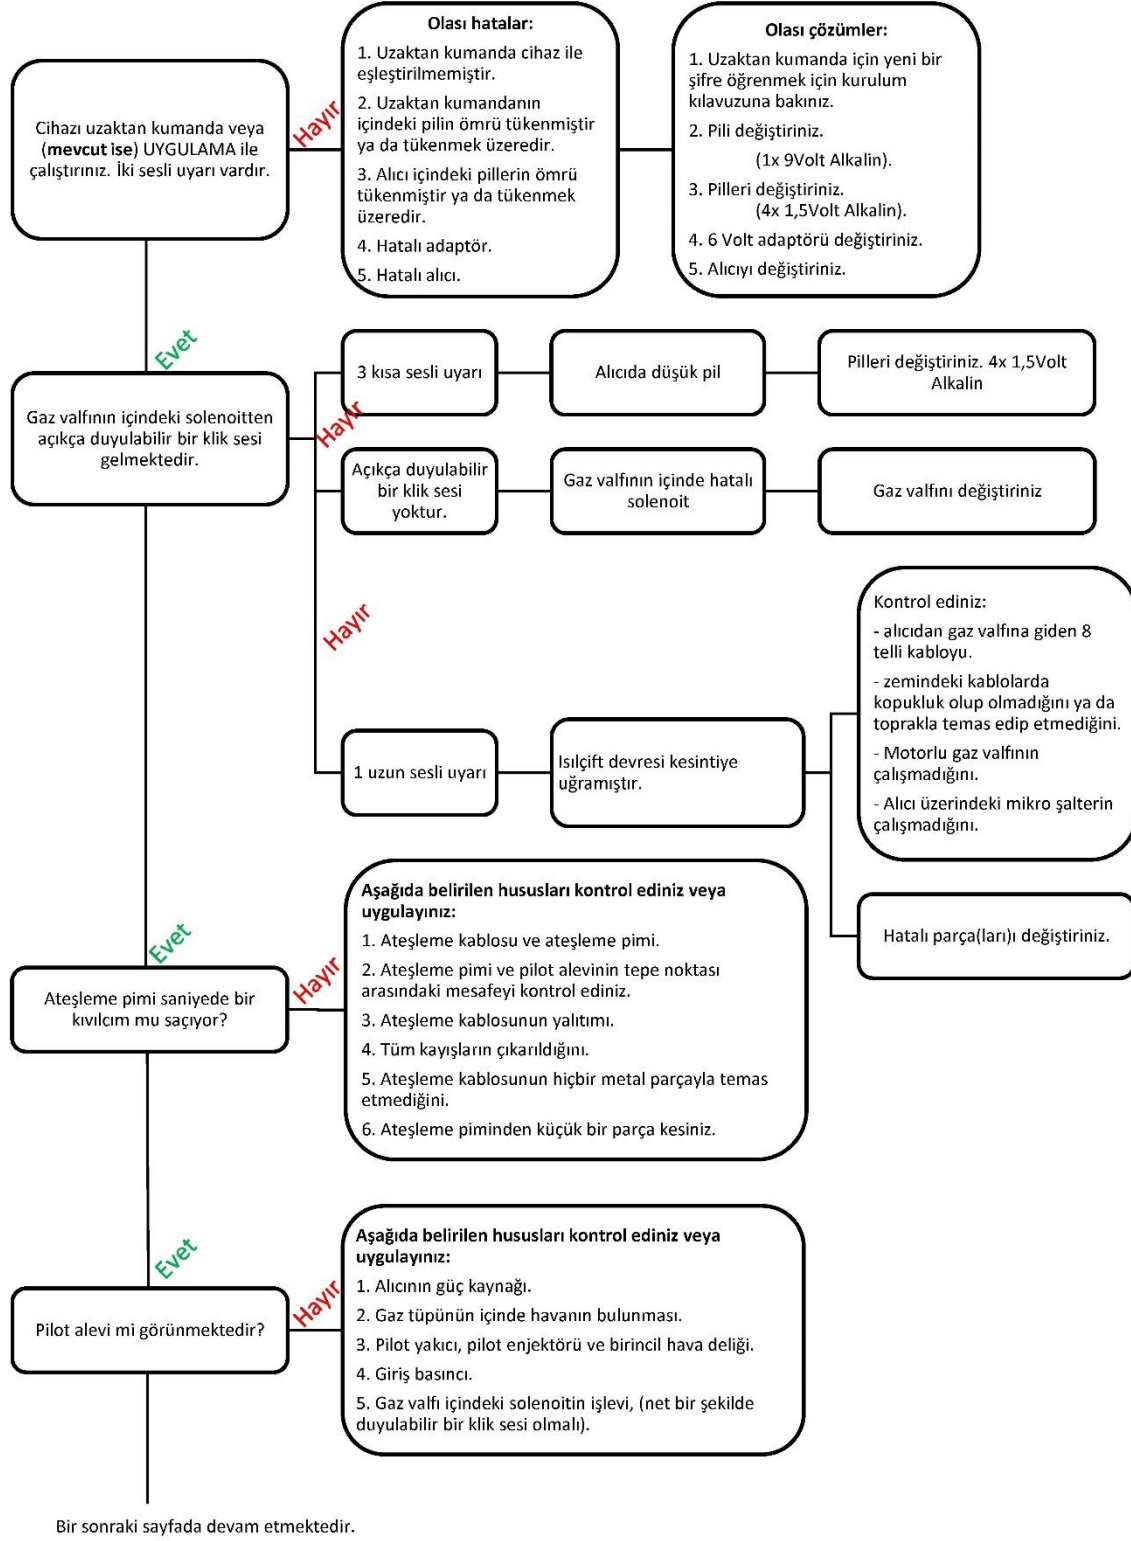 Cihazı uzaktan kumanda veya
(mevcut ise) UYGULAMA ile
çalıştırınız. İki sesli uyarı vardır.
Hayır
Olası hatalar:
1. Uzaktan kumanda cihaz ile
eşleştirilmemiştir.
2. Uzaktan kumandanın
içindeki pilin ömrü tükenmiştir
ya da tükenmek üzeredir.
3. Alıcı içindeki pillerin ömrü
tükenmiştir ya da tükenmek
üzeredir.
4. Hatalı adaptör.
5. Hatalı alıcı.
Olası çözümler:
1. Uzaktan kumanda için yeni bir
şifre öğrenmek için kurulum
kılavuzuna bakınız.
2. Pili değiştiriniz.
(1x 9Volt Alkalin).
3. Pilleri değiştiriniz.
(4x 1,5Volt Alkalin).
4. 6 Volt adaptörü değiştiriniz.
5. Alıcıyı değiştiriniz.
Evet
Gaz valfının içindeki solenoitten
açıkça duyulabilir bir klik sesi
gelmektedir.
Hayır
3 kısa sesli uyarı
Alıcıda düşük pil
Pilleri değiştiriniz. 4x 1,5Volt
Alkalin
Açıkça duyulabilir
bir klik sesi
yoktur.
Gaz valfının içinde hatalı
solenoit
Gaz valfını değiştiriniz
Hayır
1 uzun sesli uyarı
Isılçift devresi kesintiye
uğramıştır.
Kontrol ediniz:
- alıcıdan gaz valfına giden 8
telli kabloyu.
- zemindeki kablolarda
kopukluk olup olmadığını ya da
toprakla temas edip etmediğini.
- Motorlu gaz valfının
çalışmadığını.
- Alıcı üzerindeki mikro şalterin
çalışmadığını.
Hatalı parça(ları)ı değiştiriniz.
Evet
Ateşleme pimi saniyede bir
kıvılcım mu saçıyor?
Hayır
Aşağıda belirilen hususları kontrol ediniz veya
uygulayınız:
1. Ateşleme kablosu ve ateşleme pimi.
2. Ateşleme pimi ve pilot alevinin tepe noktası
arasındaki mesafeyi kontrol ediniz.
3. Ateşleme kablosunun yalıtımı.
4. Tüm kayışların çıkarıldığını.
5. Ateşleme kablosunun hiçbir metal parçayla temas
etmediğini.
6. Ateşleme piminden küçük bir parça kesiniz.
Evet
Pilot alevi mi görünmektedir?
Hayır
Aşağıda belirilen hususları kontrol ediniz veya
uygulayınız:
1. Alıcının güç kaynağı.
2. Gaz tüpünün içinde havanın bulunması.
3. Pilot yakıcı, pilot enjektörü ve birincil hava deliği.
4. Giriş basıncı.
5. Gaz valfı içindeki solenoitin işlevi, (net bir şekilde
duyulabilir bir klik sesi olmalı).
Bir sonraki sayfada devam etmektedir.